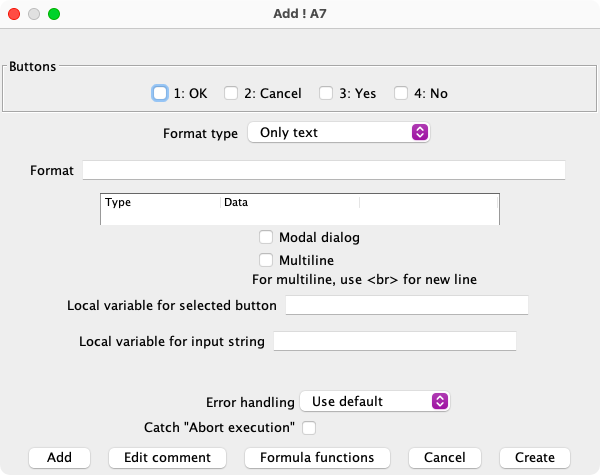 Add ! A7
Buttons
1: OK 2: Cancel 3: Yes 4: No
Format type Only text
Format
Type Data
Modal dialog
Multiline
For multiline, use <br> for new line
Local variable for selected button
Local variable for input string
Error handling Use default
Catch "Abort execution"
Add Edit comment Formula functions Cancel Create